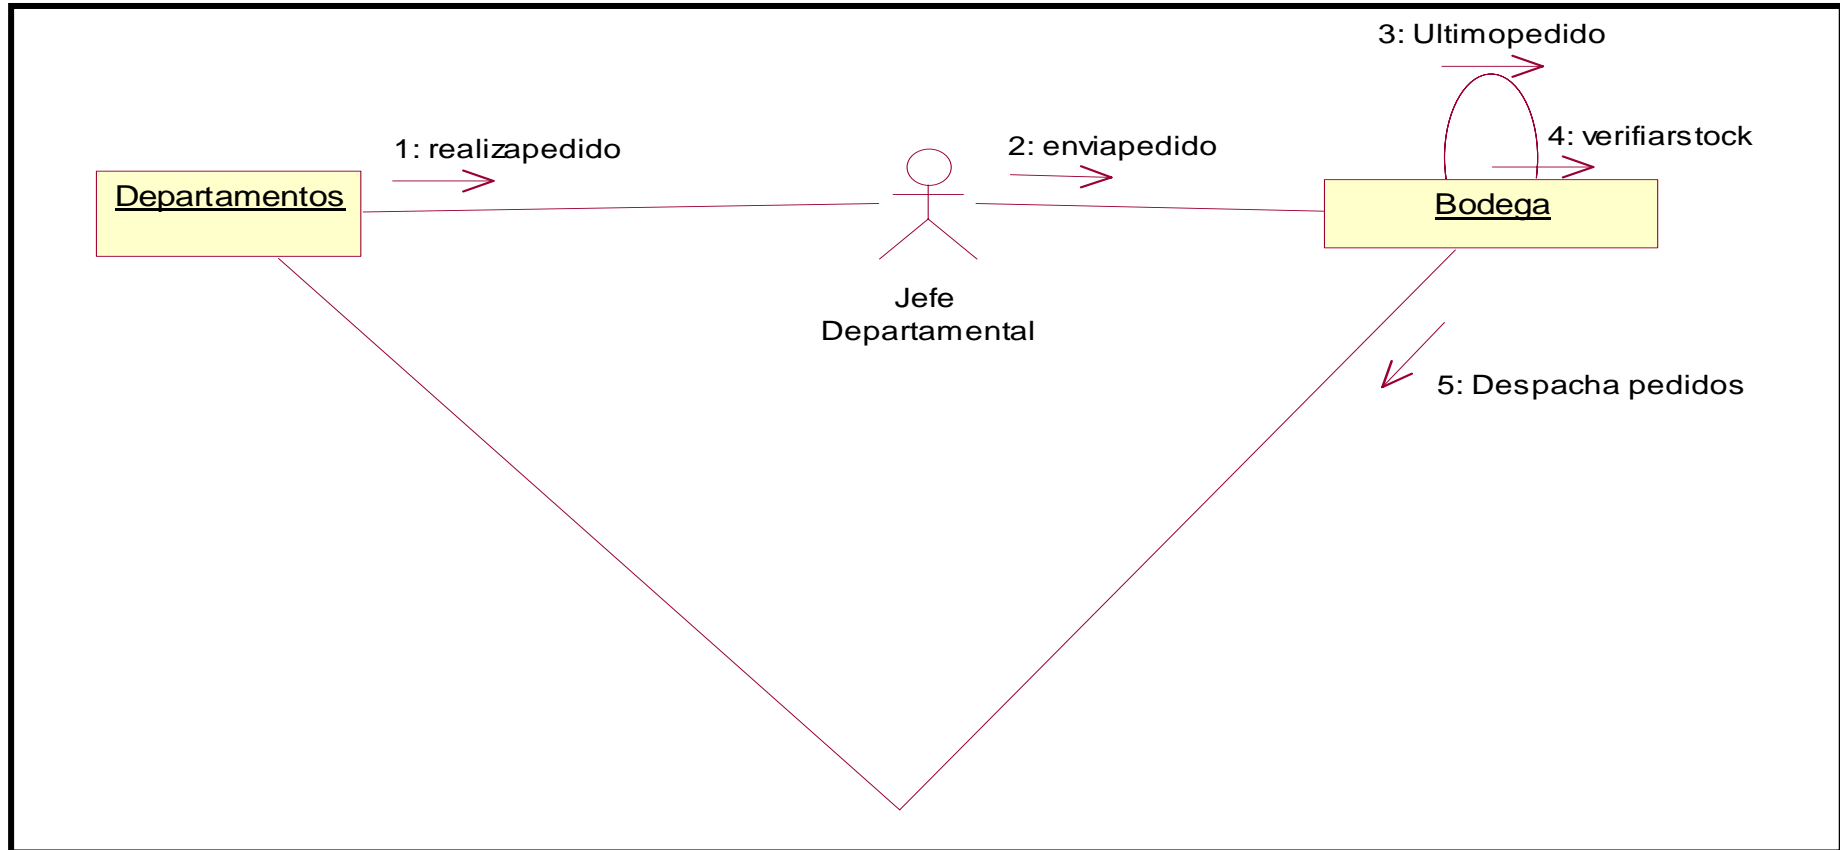 3: Ultimopedido
1: realizapedido
2: enviapedido
4: verifiarstock
Departamentos
Bodega
Jefe
Departamental
5: Despacha pedidos